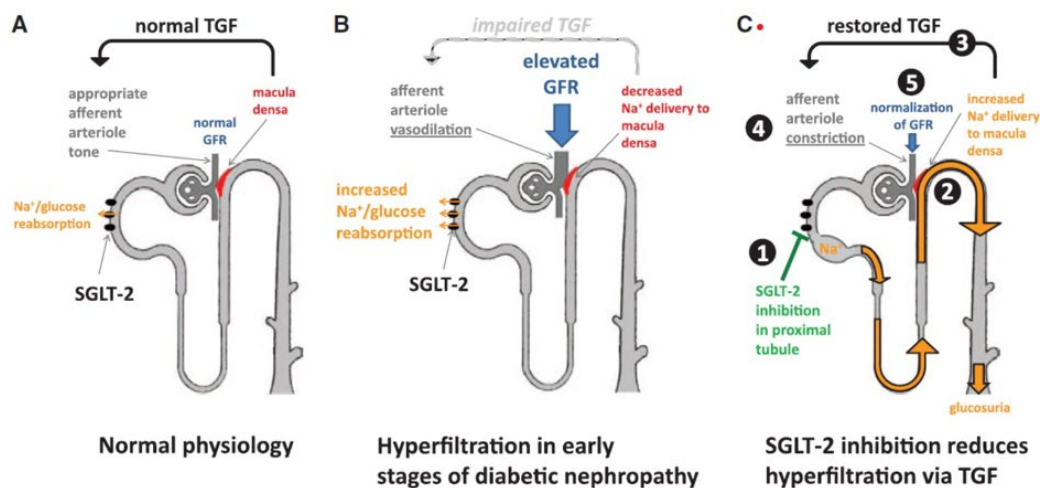 A
normal TGF
appropriate
afferent
arteriole
tone
normal
GFR
macula
densa
Na⁺/glucose
reabsorption
SGLT-2
Normal physiology
B
impaired TGF
elevated
GFR
afferent
arteriole
vasodilation
decreased
Na⁺ delivery to
macula
densa
increased
Na⁺/glucose
reabsorption
SGLT-2
Hyperfiltration in early
stages of diabetic nephropathy
C
restored TGF
3
5
afferent
arteriole
constriction
4
normalization
of GFR
increased
Na⁺ delivery
to macula
densa
2
1
Na⁺
SGLT-2
inhibition
in proximal
tubule
glucosuria
SGLT-2 inhibition reduces
hyperfiltration via TGF